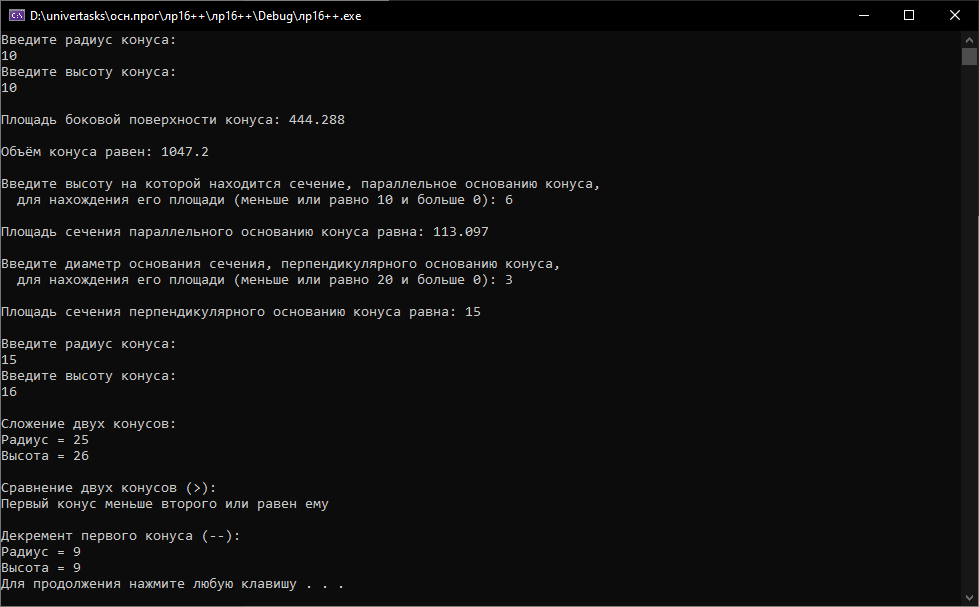 D:\univertasks\осн.прог\лр16++\лр16++\Debug\лр16++.exe
Введите радиус конуса:
10
Введите высоту конуса:
10
Площадь боковой поверхности конуса: 444.288
Объём конуса равен: 1047.2
Введите высоту на которой находится сечение, параллельное основанию конуса,
для нахождения его площади (меньше или равно 10 и больше 0): 6
Площадь сечения параллельного основанию конуса равна: 113.097
Введите диаметр основания сечения, перпендикулярного основанию конуса,
для нахождения его площади (меньше или равно 20 и больше 0): 3
Площадь сечения перпендикулярного основанию конуса равна: 15
Введите радиус конуса:
15
Введите высоту конуса:
16
Сложение двух конусов:
Радиус = 25
Высота = 26
Сравнение двух конусов (>):
Первый конус меньше второго или равен ему
Декремент первого конуса (--):
Радиус = 9
Высота = 9
Для продолжения нажмите любую клавишу . . .